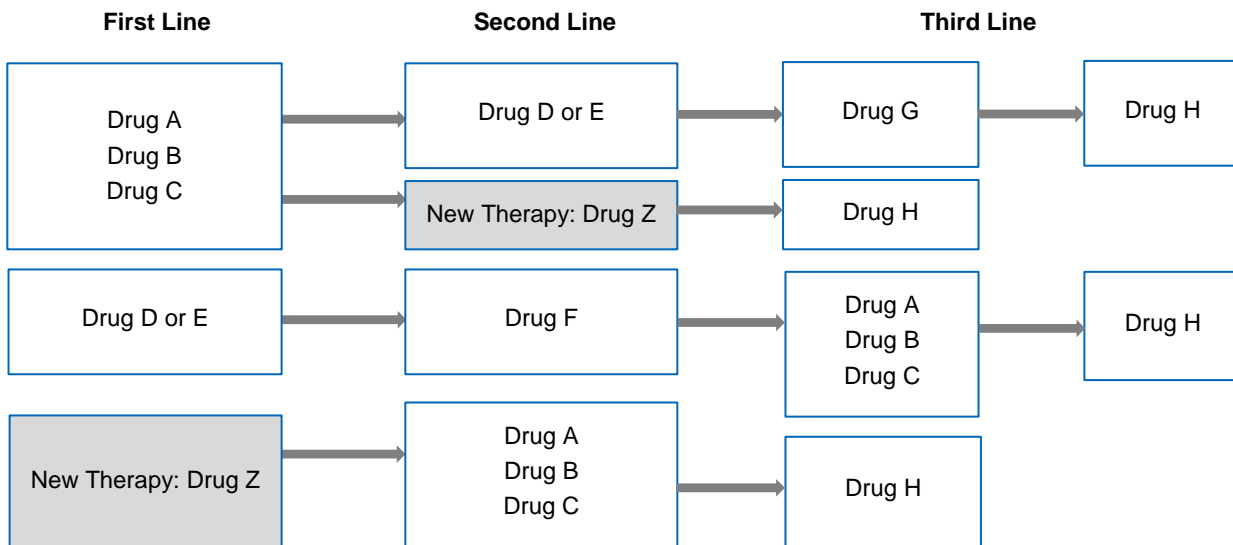 First Line
Second Line
Third Line
Drug A
Drug B
Drug C
Drug D or E
Drug G
Drug H
New Therapy: Drug Z
Drug H
Drug D or E
Drug F
Drug A
Drug B
Drug C
Drug H
New Therapy: Drug Z
Drug A
Drug B
Drug C
Drug H